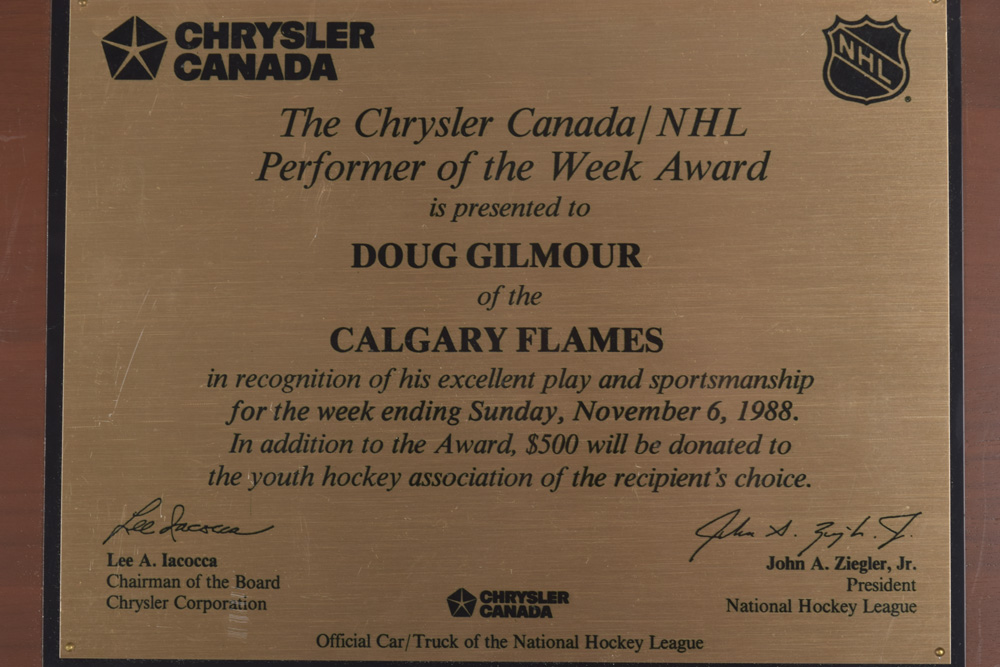 CHRYSLER
CANADA
NHL
The Chrysler Canada/NHL
Performer of the Week Award
is presented to
DOUG GILMOUR
of the
CALGARY FLAMES
in recognition of his excellent play and sportsmanship
for the week ending Sunday, November 6, 1988.
In addition to the Award, $500 will be donated to
the youth hockey association of the recipient's choice.
Lee Iacocca
Lee A. Iacocca
Chairman of the Board
Chrysler Corporation
John A. Ziegler, Jr.
John A. Ziegler, Jr.
President
National Hockey League
CHRYSLER
CANADA
Official Car/Truck of the National Hockey League